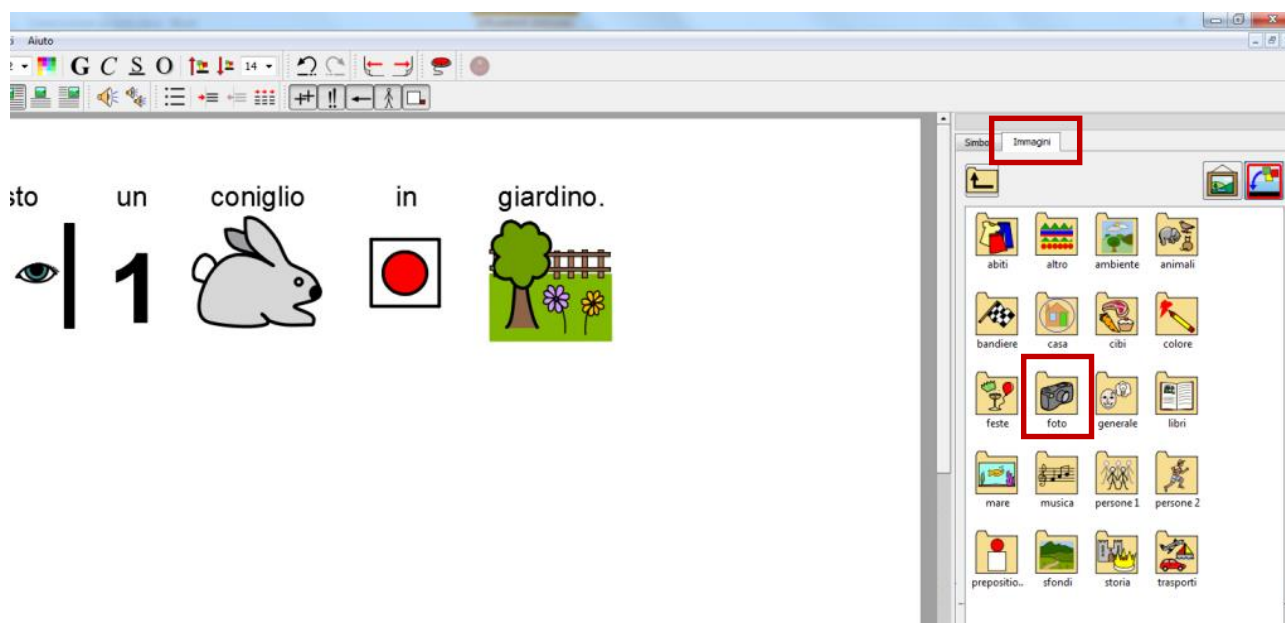 Aiuto
G C S O 14
Simbo Immagini
sto un coniglio in giardino.
1
abiti altro ambiente animali
bandiere casa cibi colore
feste foto generale libri
mare musica persone 1 persone 2
prepositio.. sfondi storia trasporti